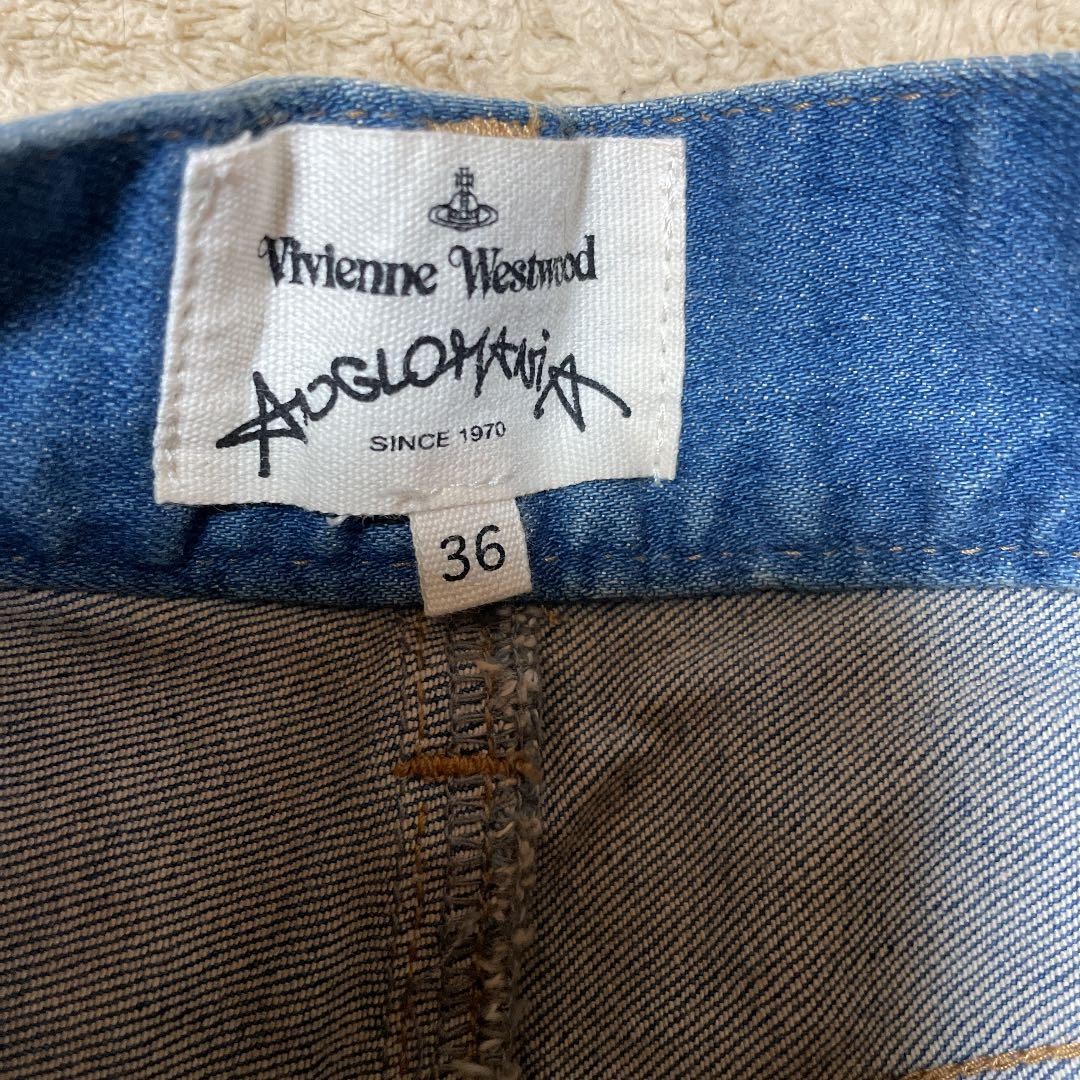 Vivienne Westwood
ANGLOMANiA
SINCE 1970
36